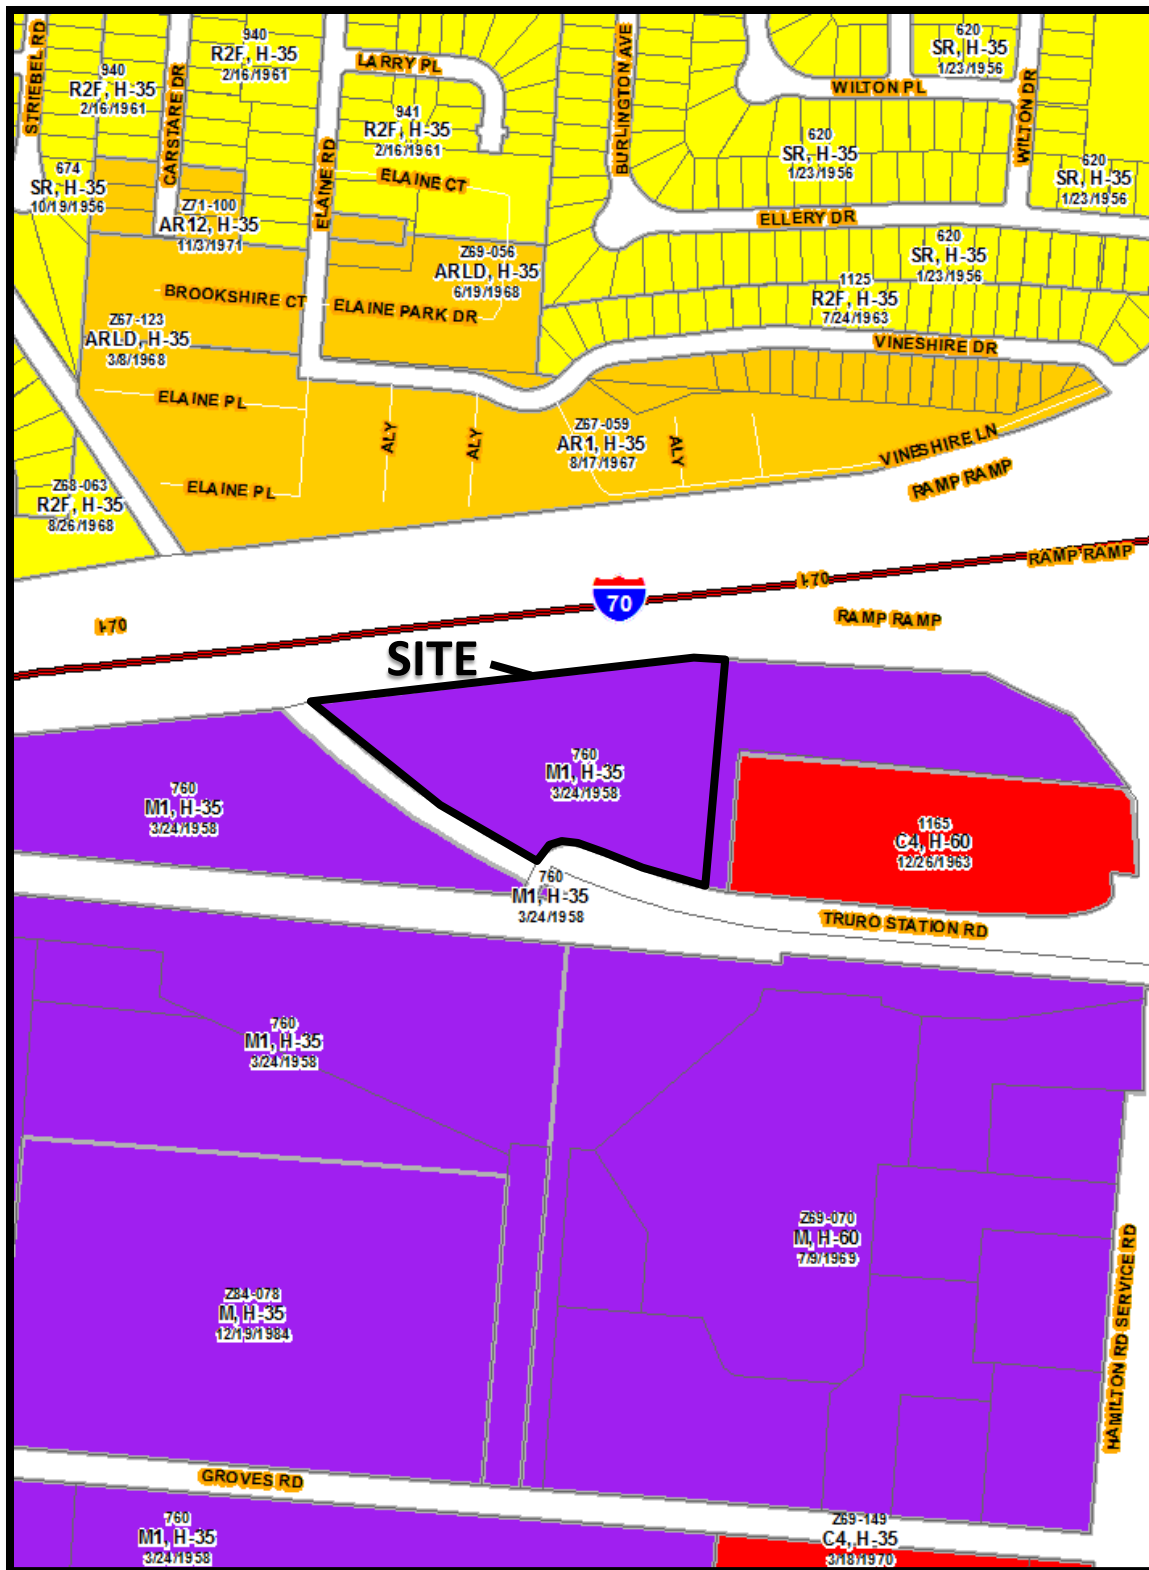 STRIEBEL RD
940
R2F, H-35
2/16/1961
CARSTARE DR
940
R2F, H-35
2/16/1961
LARRY PL
941
R2F, H-35
2/16/1961
ELAINE RD
ELAINE CT
BURLINGTON AVE
620
SR, H-35
1/23/1956
WILTON PL
WILTON DR
620
SR, H-35
1/23/1956
620
SR, H-35
1/23/1956
674
SR, H-35
10/19/1956
Z71-100
AR12, H-35
11/3/1971
ELLERY DR
620
SR, H-35
1/23/1956
Z69-056
ARLD, H-35
6/19/1968
1125
R2F, H-35
7/24/1963
BROOKSHIRE CT
ELAINE PARK DR
Z67-123
ARLD, H-35
3/8/1968
VINESHIRE DR
ELAINE PL
ALY
ALY
Z67-059
AR1, H-35
8/17/1967
ALY
VINESHIRE LN
RAMP RAMP
ELAINE PL
Z68-063
R2F, H-35
8/26/1968
RAMP RAMP
I-70
70
RAMP RAMP
I-70
SITE
760
M1, H-35
3/24/1958
760
M1, H-35
3/24/1958
1165
C4, H-60
12/26/1963
760
M1, H-35
3/24/1958
TRURO STATION RD
760
M1, H-35
3/24/1958
Z69-070
M, H-60
7/9/1969
HAMILTON RD SERVICE RD
Z84-078
M, H-35
12/19/1984
GROVES RD
760
M1, H-35
3/24/1958
Z69-149
C4, H-35
3/18/1970